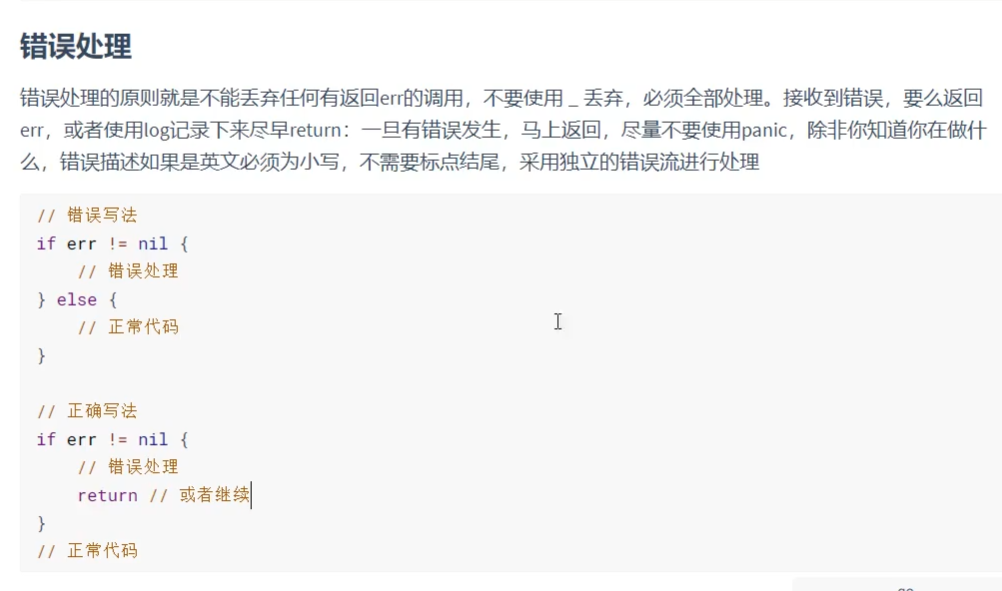 错误处理
错误处理的原则就是不能丢弃任何有返回err的调用，不要使用 _ 丢弃，必须全部处理。接收到错误，要么返回
err，或者使用log记录下来尽早return：一旦有错误发生，马上返回，尽量不要使用panic，除非你知道你在做什
么，错误描述如果是英文必须为小写，不需要标点结尾，采用独立的错误流进行处理
// 错误写法
if err != nil {
    // 错误处理
} else {
    // 正常代码
}
// 正确写法
if err != nil {
    // 错误处理
    return // 或者继续
}
// 正常代码